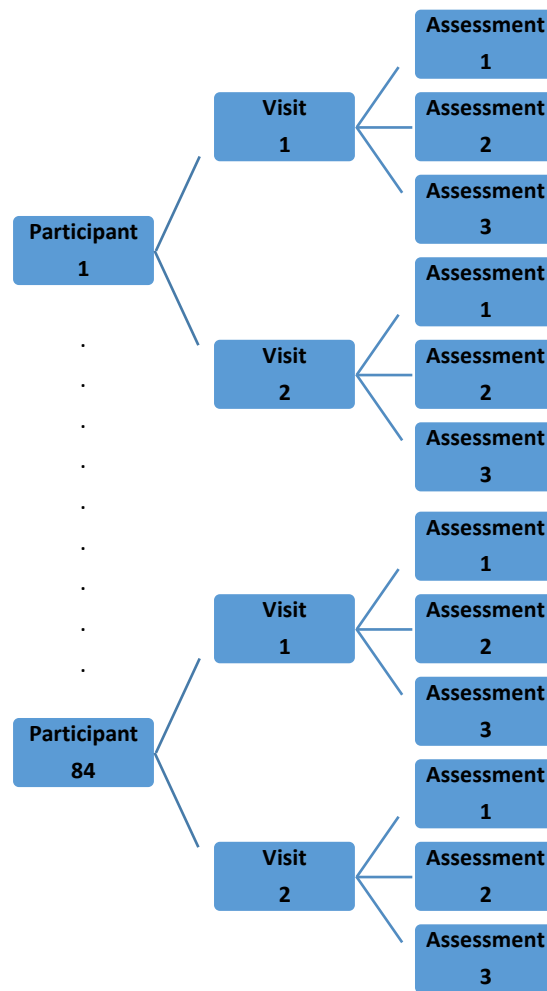 Assessment
1
Visit
1
Assessment
2
Assessment
3
Participant
1
Assessment
1
Visit
2
Assessment
2
Assessment
3
.
.
.
.
.
.
.
.
.
Assessment
1
Visit
1
Assessment
2
Assessment
3
Participant
84
Assessment
1
Visit
2
Assessment
2
Assessment
3